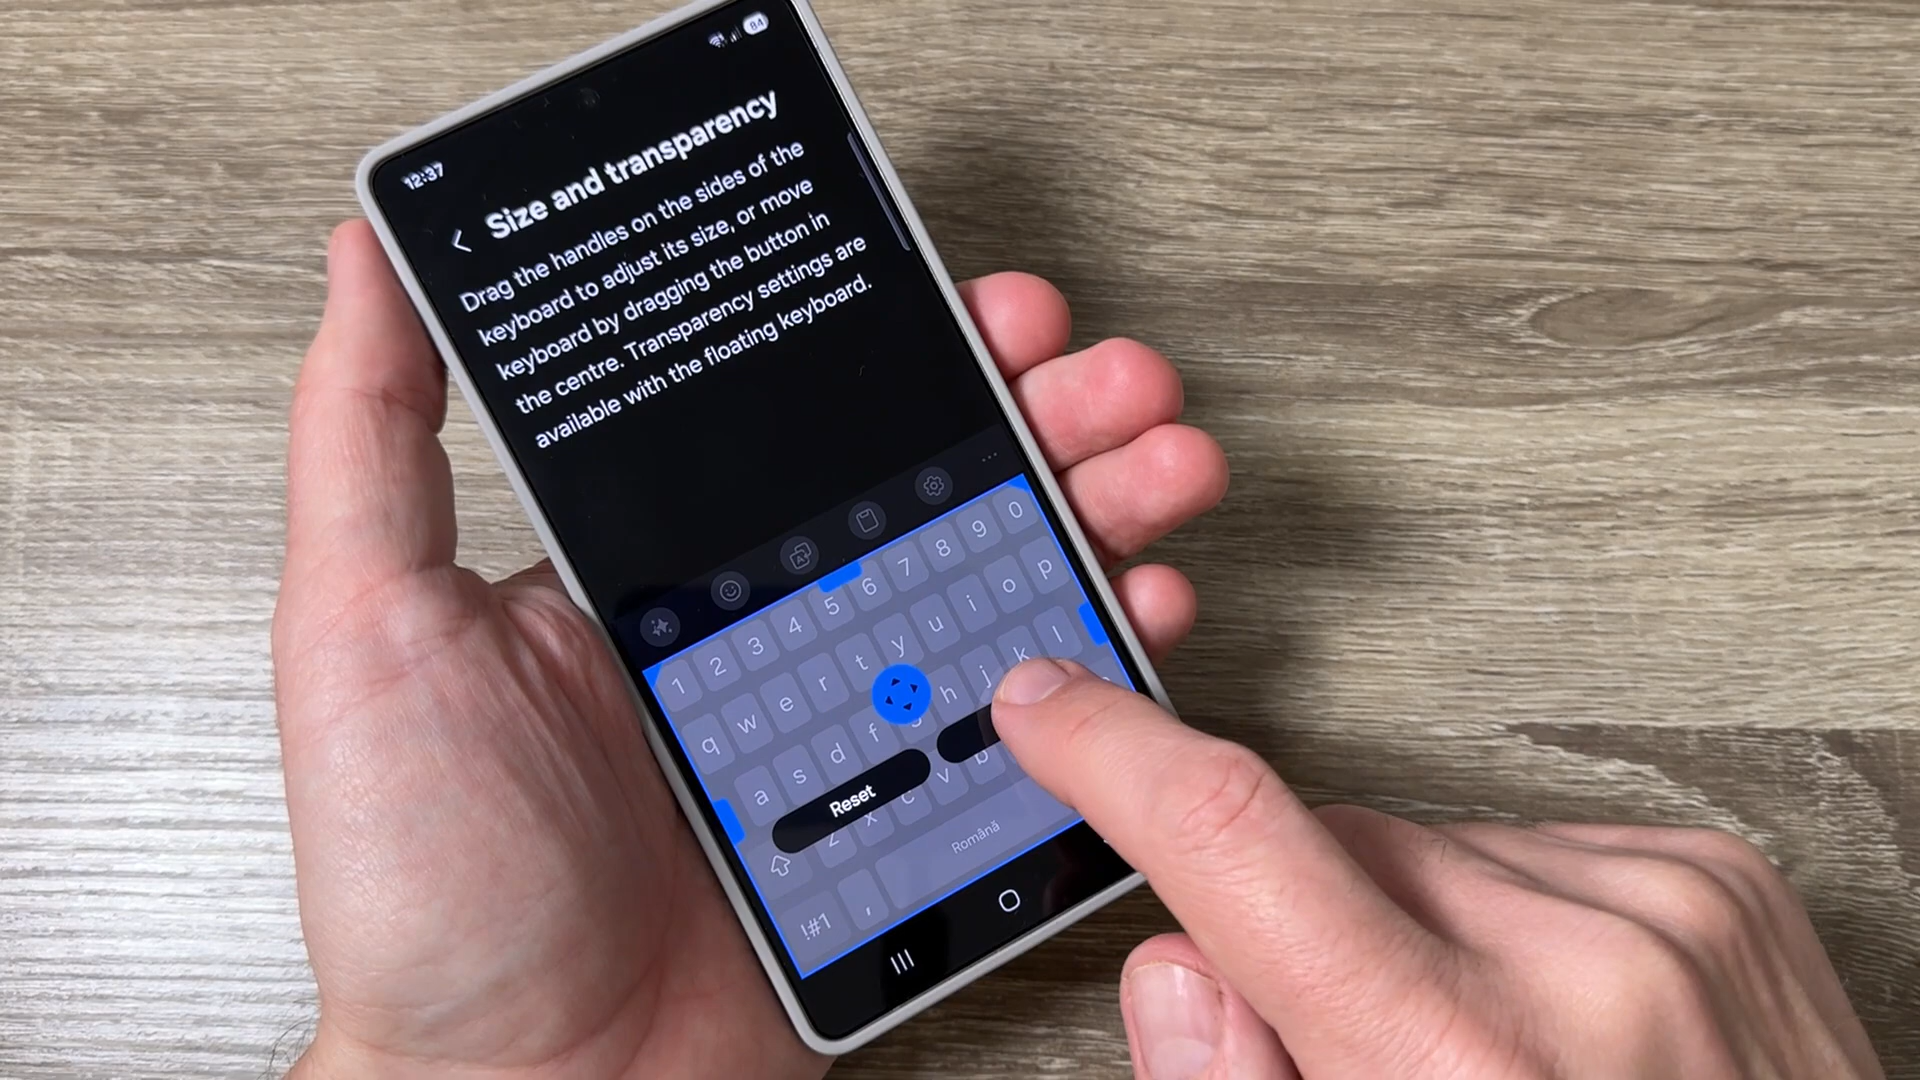 84
12:37
Size and transparency
Drag the handles on the sides of the
keyboard to adjust its size, or move
keyboard by dragging the button in
the centre. Transparency settings are
available with the floating keyboard.
1 2 3 4 5 6 7 8 9 0
q w e r t y u i o p
a s d f g h j k l
Reset
z x c v b
!#1 , Română